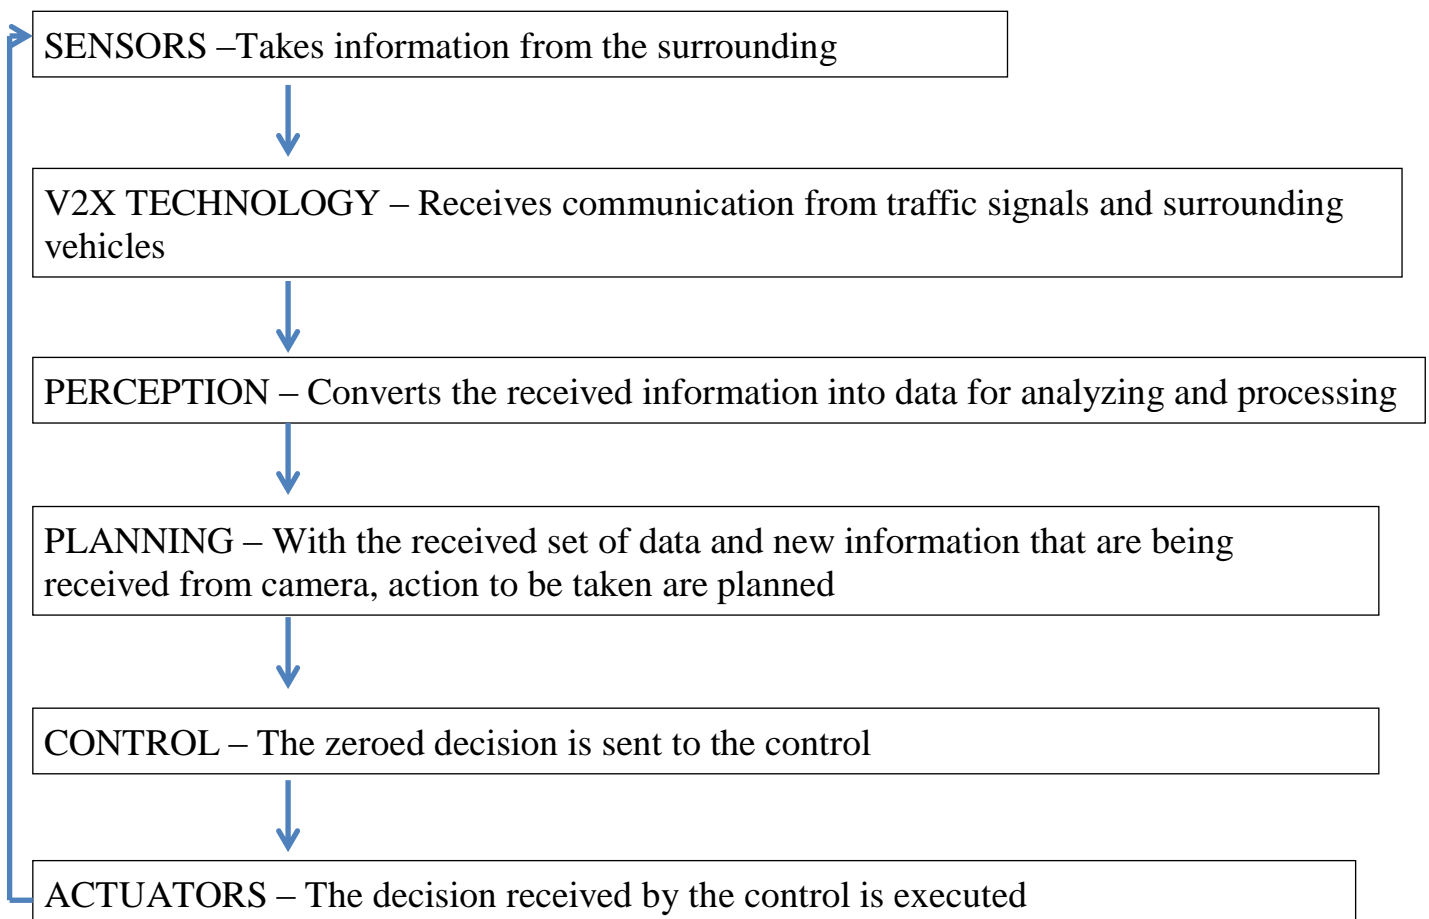 SENSORS –Takes information from the surrounding
V2X TECHNOLOGY – Receives communication from traffic signals and surrounding
vehicles
PERCEPTION – Converts the received information into data for analyzing and processing
PLANNING – With the received set of data and new information that are being
received from camera, action to be taken are planned
CONTROL – The zeroed decision is sent to the control
ACTUATORS – The decision received by the control is executed